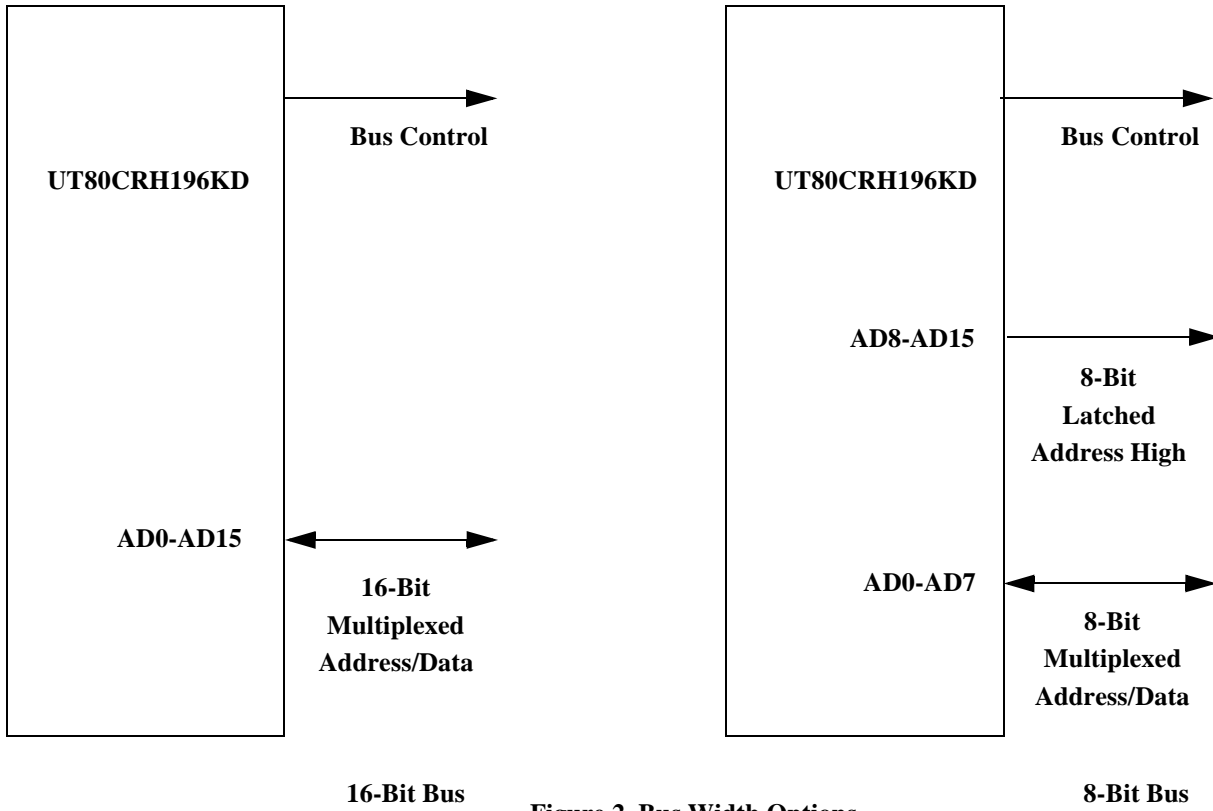 Bus Control
UT80CRH196KD
AD0-AD15
16-Bit
Multiplexed
Address/Data
16-Bit Bus
Bus Control
UT80CRH196KD
AD8-AD15
8-Bit
Latched
Address High
AD0-AD7
8-Bit
Multiplexed
Address/Data
8-Bit Bus
Figure 2. Bus Width Options